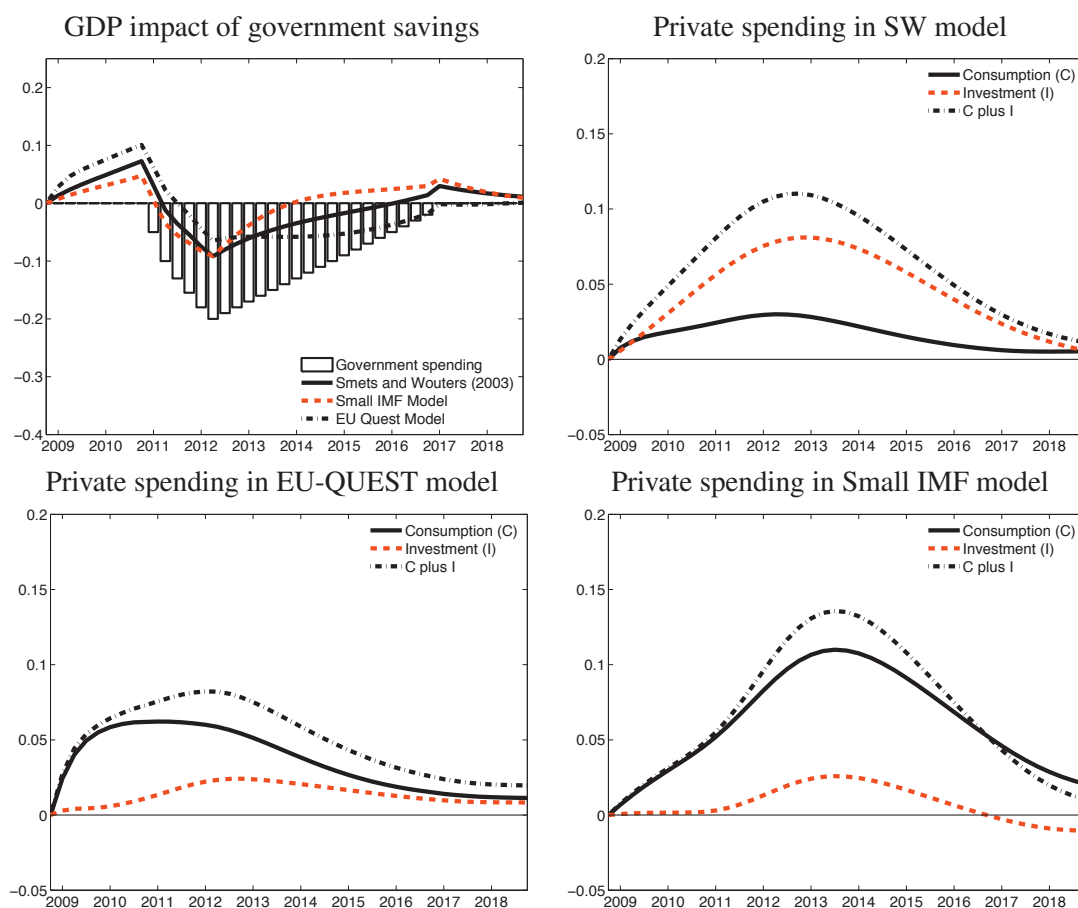 GDP impact of government savings
0.2
0.1
0
−0.1
−0.2
−0.3
−0.4
Government spending
Smets and Wouters (2003)
Small IMF Model
EU Quest Model
2009 2010 2011 2012 2013 2014 2015 2016 2017 2018
Private spending in SW model
0.2
0.15
0.1
0.05
0
−0.05
Consumption (C)
Investment (I)
C plus I
2009 2010 2011 2012 2013 2014 2015 2016 2017 2018
Private spending in EU-QUEST model
0.2
0.15
0.1
0.05
0
−0.05
Consumption (C)
Investment (I)
C plus I
2009 2010 2011 2012 2013 2014 2015 2016 2017 2018
Private spending in Small IMF model
0.2
0.15
0.1
0.05
0
−0.05
Consumption (C)
Investment (I)
C plus I
2009 2010 2011 2012 2013 2014 2015 2016 2017 2018